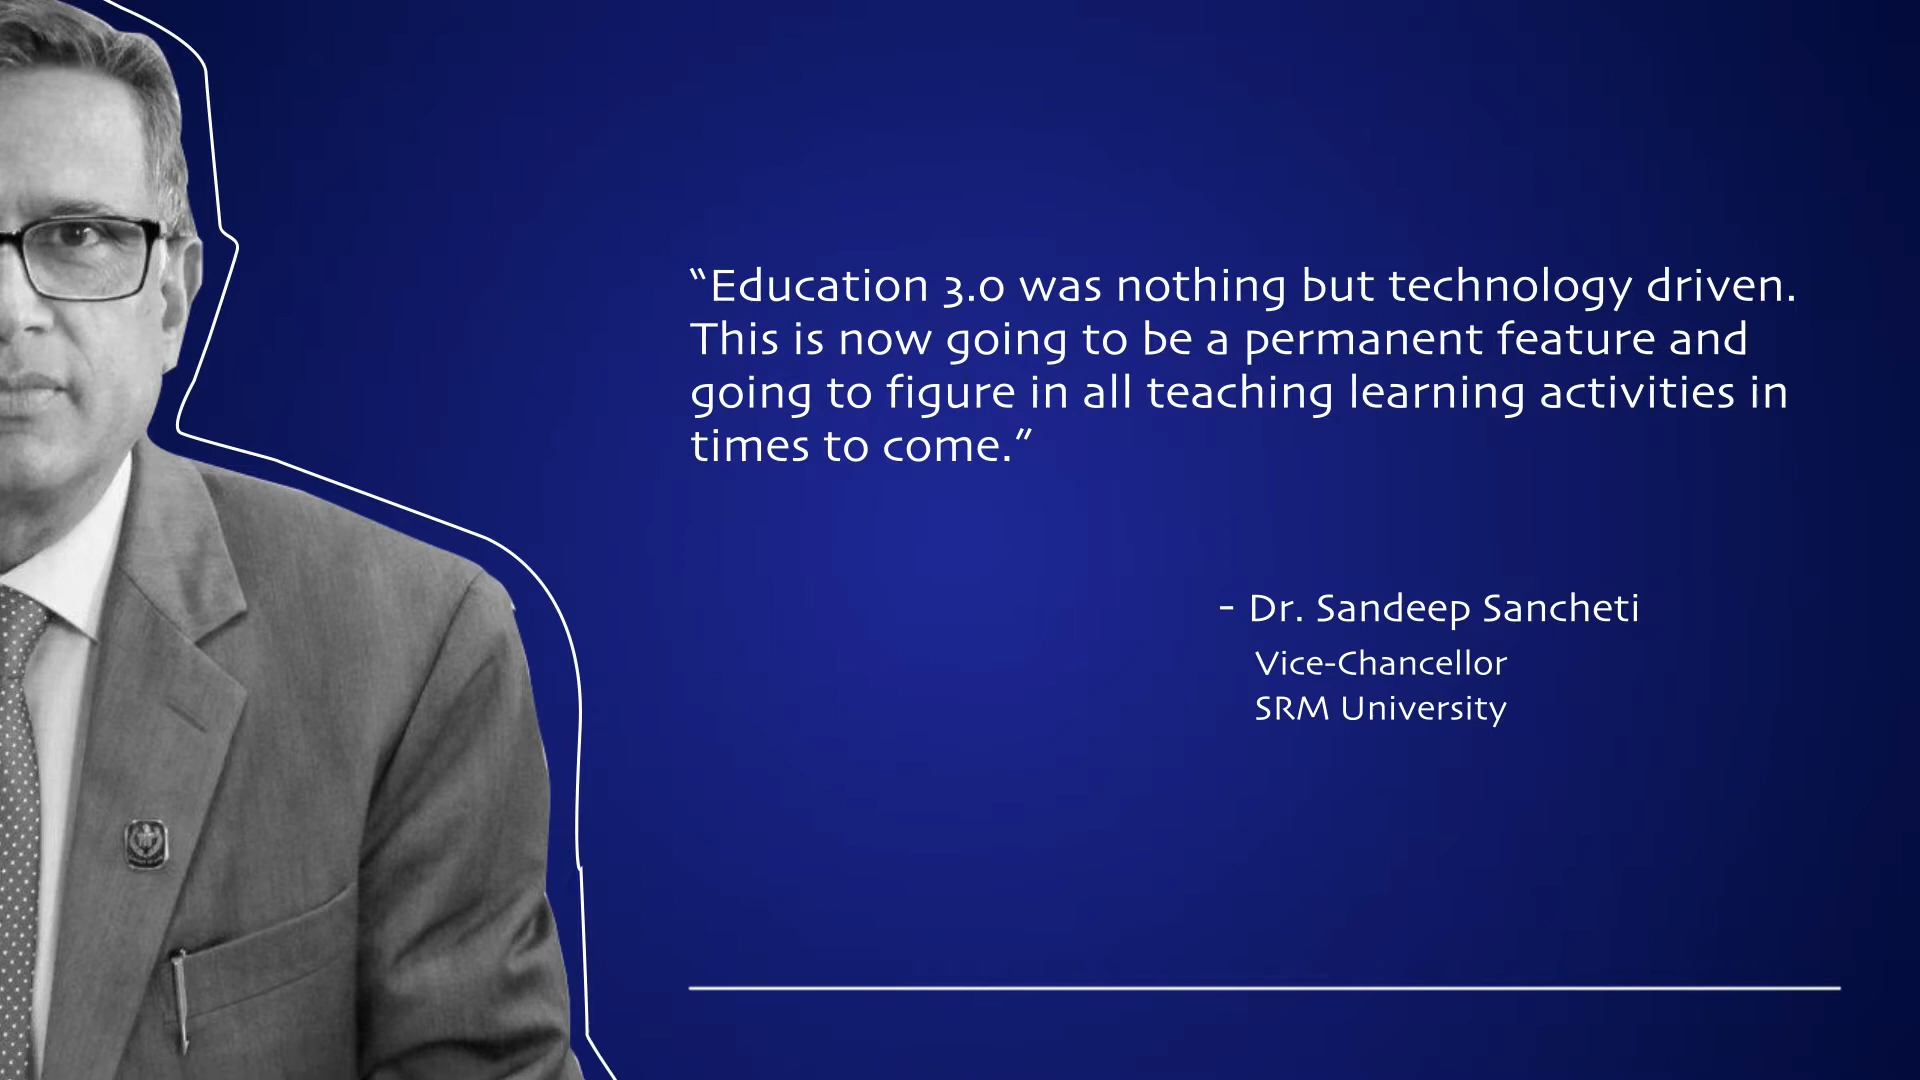 “Education 3.0 was nothing but technology driven.
This is now going to be a permanent feature and
going to figure in all teaching learning activities in
times to come.”
- Dr. Sandeep Sancheti
Vice-Chancellor
SRM University